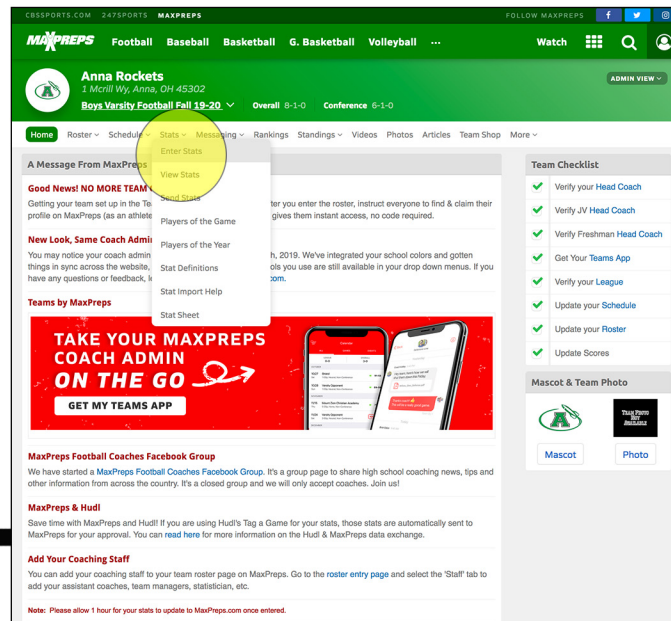 CBSSPORTS.COM 247SPORTS MAXPREPS FOLLOW MAXPREPS
MAXPREPS Football Baseball Basketball G. Basketball Volleyball ... Watch
Anna Rockets
1 Mcrill Wy, Anna, OH 45302
ADMIN VIEW
Boys Varsity Football Fall 19-20 Overall 8-1-0 Conference 6-1-0
Home Roster Schedule Stats Messaging Rankings Standings Videos Photos Articles Team Shop More
Enter Stats
View Stats
Send Stats
Players of the Game
Players of the Year
Stat Definitions
Stat Import Help
Stat Sheet
A Message From MaxPreps
Good News! NO MORE TEAM
Getting your team set up in the Tea ter you enter the roster, instruct everyone to find & claim their
profile on MaxPreps (as an athlete gives them instant access, no code required.
New Look, Same Coach Admi
You may notice your coach admin h, 2019. We've integrated your school colors and gotten
things in sync across the website, ols you use are still available in your drop down menus. If you
have any questions or feedback, le com.
Teams by MaxPreps
TAKE YOUR MAXPREPS
COACH ADMIN
ON THE GO
GET MY TEAMS APP
MaxPreps Football Coaches Facebook Group
We have started a MaxPreps Football Coaches Facebook Group. It's a group page to share high school coaching news, tips and
other information from across the country. It's a closed group and we will only accept coaches. Join us!
MaxPreps & Hudl
Save time with MaxPreps and Hudl! If you are using Hudl's Tag a Game for your stats, those stats are automatically sent to
MaxPreps for your approval. You can read here for more information on the Hudl & MaxPreps data exchange.
Add Your Coaching Staff
You can add your coaching staff to your team roster page on MaxPreps. Go to the roster entry page and select the 'Staff' tab to
add your assistant coaches, team managers, statistician, etc.
Note: Please allow 1 hour for your stats to update to MaxPreps.com once entered.
Team Checklist
Verify your Head Coach
Verify JV Head Coach
Verify Freshman Head Coach
Get Your Teams App
Verify your League
Update your Schedule
Update your Roster
Update Scores
Mascot & Team Photo
TEAM PHOTO
NOT
AVAILABLE
Mascot Photo